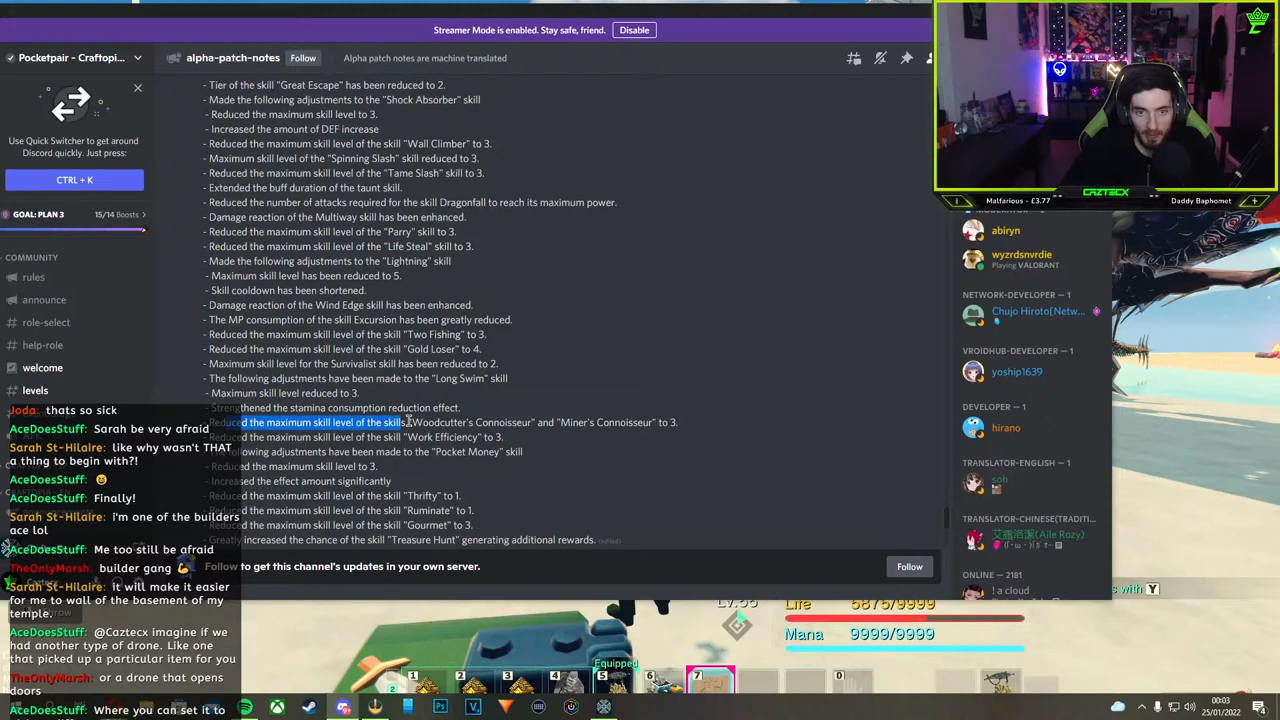 Streamer Mode is enabled. Stay safe, friend.
Disable
Pocketpair - Craftopi...
alpha-patch-notes
Follow
Alpha patch notes are machine translated
Use Quick Switcher to get around
Discord quickly. Just press:
CTRL + K
GOAL: PLAN 3
15/14 Boosts
COMMUNITY
rules
announce
role-select
help-role
welcome
levels
- Tier of the skill "Great Escape" has been reduced to 2.
- Made the following adjustments to the "Shock Absorber" skill
- Reduced the maximum skill level to 3.
- Increased the amount of DEF increase
- Reduced the maximum skill level of the skill "Wall Climber" to 3.
- Maximum skill level of the "Spinning Slash" skill reduced to 3.
- Reduced the maximum skill level of the "Tame Slash" skill to 3.
- Extended the buff duration of the taunt skill.
- Reduced the number of attacks required for the skill Dragonfall to reach its maximum power.
- Damage reaction of the Multiway skill has been enhanced.
- Reduced the maximum skill level of the "Parry" skill to 3.
- Reduced the maximum skill level of the "Life Steal" skill to 3.
- Made the following adjustments to the "Lightning" skill
- Maximum skill level has been reduced to 5.
- Skill cooldown has been shortened.
- Damage reaction of the Wind Edge skill has been enhanced.
- The MP consumption of the skill Excursion has been greatly reduced.
- Reduced the maximum skill level of the skill "Two Fishing" to 3.
- Reduced the maximum skill level of the skill "Gold Loser" to 4.
- Maximum skill level for the Survivalist skill has been reduced to 2.
- The following adjustments have been made to the "Long Swim" skill
- Maximum skill level reduced to 3.
- Strengthened the stamina consumption reduction effect.
- Reduced the maximum skill level of the skills "Woodcutter's Connoisseur" and "Miner's Connoisseur" to 3.
- Reduced the maximum skill level of the skill "Work Efficiency" to 3.
- The following adjustments have been made to the "Pocket Money" skill
- Reduced the maximum skill level to 3.
- Increased the effect amount significantly
- Reduced the maximum skill level of the skill "Thrifty" to 1.
- Reduced the maximum skill level of the skill "Ruminate" to 1.
- Reduced the maximum skill level of the skill "Gourmet" to 3.
- Greatly increased the chance of the skill "Treasure Hunt" generating additional rewards. (edited)
Follow to get this channel's updates in your own server.
Follow
Joda: thats so sick
AceDoesStuff: Sarah be very afraid
Sarah St-Hilaire: like why wasn't THAT
a thing to begin with?!
AceDoesStuff:
AceDoesStuff: Finally!
Sarah St-Hilaire: i'm one of the builders
ace lol
AceDoesStuff: Me too still be afraid
TheOnlyMarsh: builder gang
Sarah St-Hilaire: it will make it easier
for me to wall of the basement of my
temple.
AceDoesStuff: @Caztecx imagine if we
had another type of drone. Like one
that picked up a particular item for you
TheOnlyMarsh: or a drone that opens
doors
AceDoesStuff: Where you can set it to
CAZTECX
Malfarious - £3.77
Daddy Baphomet
abiryn
wyzrdsnvrdie
Playing VALORANT
NETWORK-DEVELOPER — 1
Chujo Hiroto[Netw...
VROIDHUB-DEVELOPER — 1
yoship1639
DEVELOPER — 1
hirano
TRANSLATOR-ENGLISH — 1
soh
TRANSLATOR-CHINESE(TRADITI...
(Aile Rozy)
ONLINE — 2181
! a cloud
s with Y
Life 5875/9999
Mana 9999/9999
Equipped
1 2 3 4 5 6 7 0
2
00:03
25/01/2022